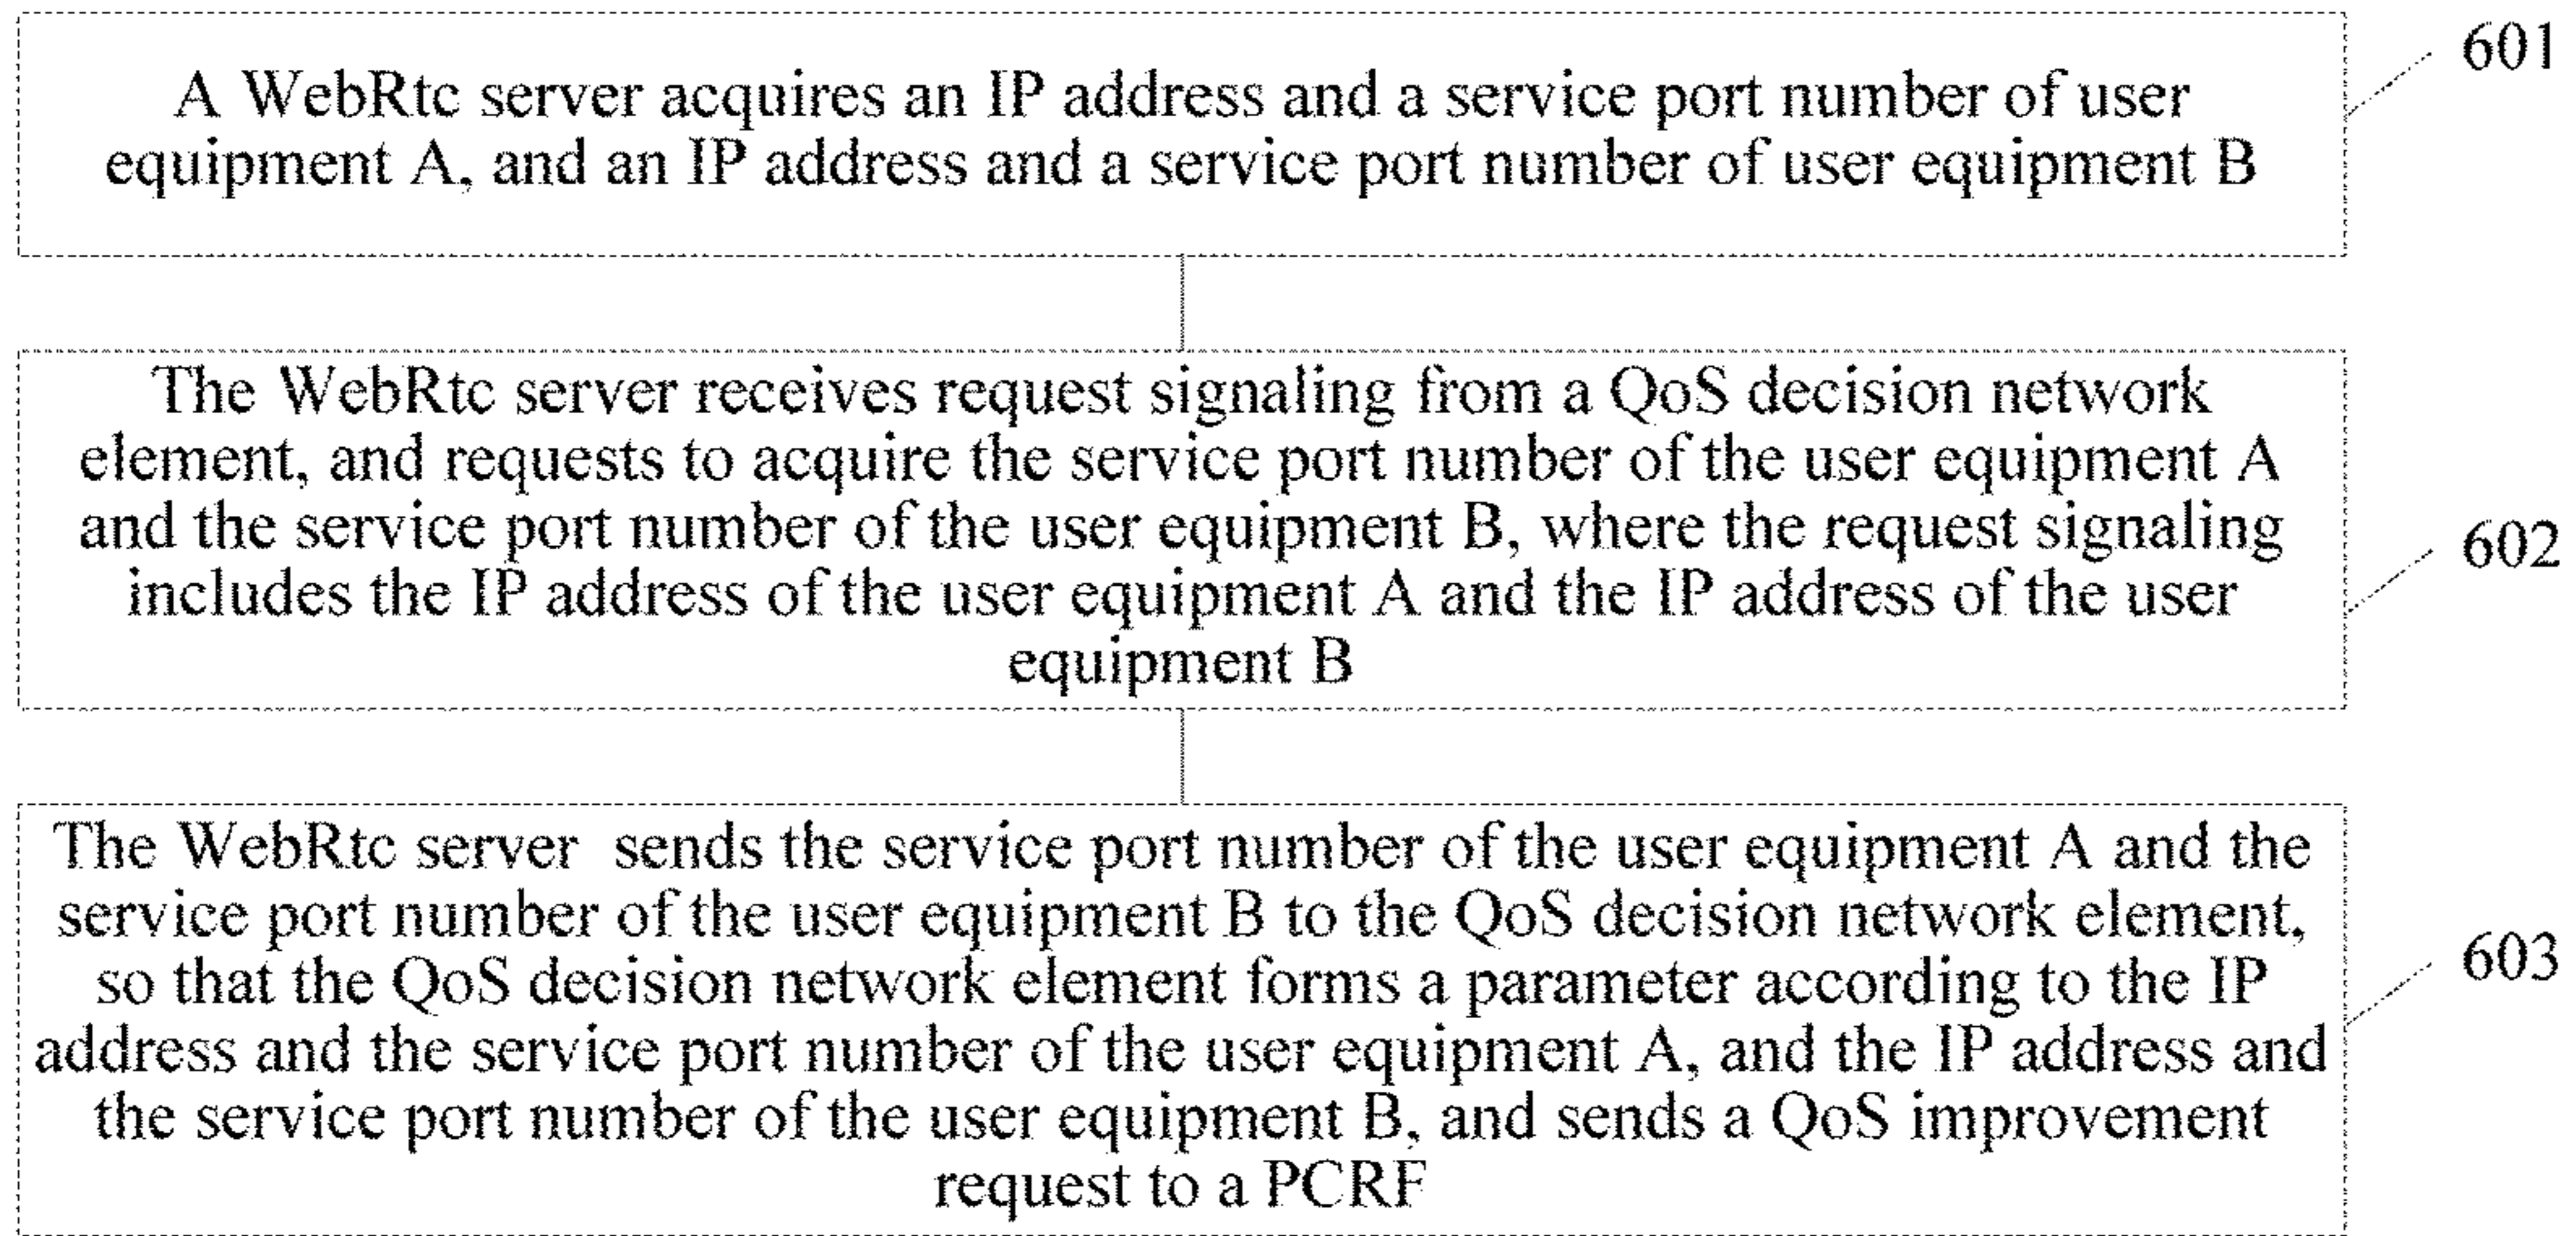 A WebRtc server acquires an IP address and a service port number of user
equipment A, and an IP address and a service port number of user equipment B
601
The WebRtc server receives request signaling from a QoS decision network
element, and requests to acquire the service port number of the user equipment A
and the service port number of the user equipment B, where the request signaling
includes the IP address of the user equipment A and the IP address of the user
equipment B
602
The WebRtc server sends the service port number of the user equipment A and the
service port number of the user equipment B to the QoS decision network element,
so that the QoS decision network element forms a parameter according to the IP
address and the service port number of the user equipment A, and the IP address and
the service port number of the user equipment B, and sends a QoS improvement
request to a PCRF
603